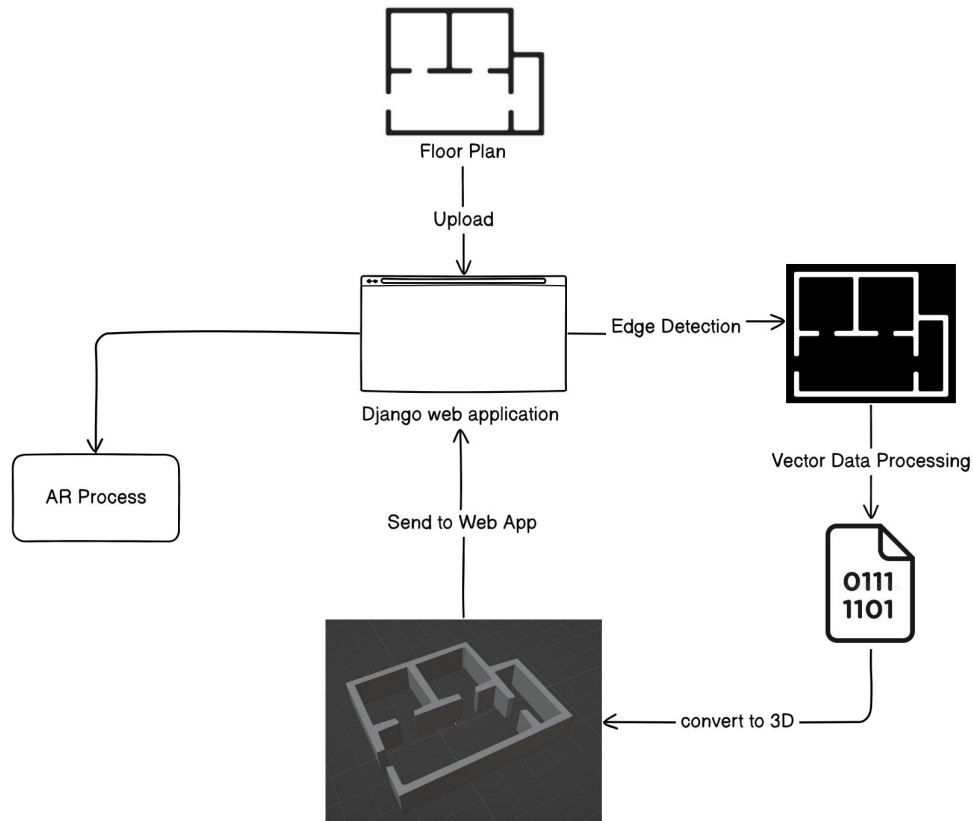 Floor Plan
Upload
Django web application
Edge Detection
Vector Data Processing
0111
1101
convert to 3D
Send to Web App
AR Process